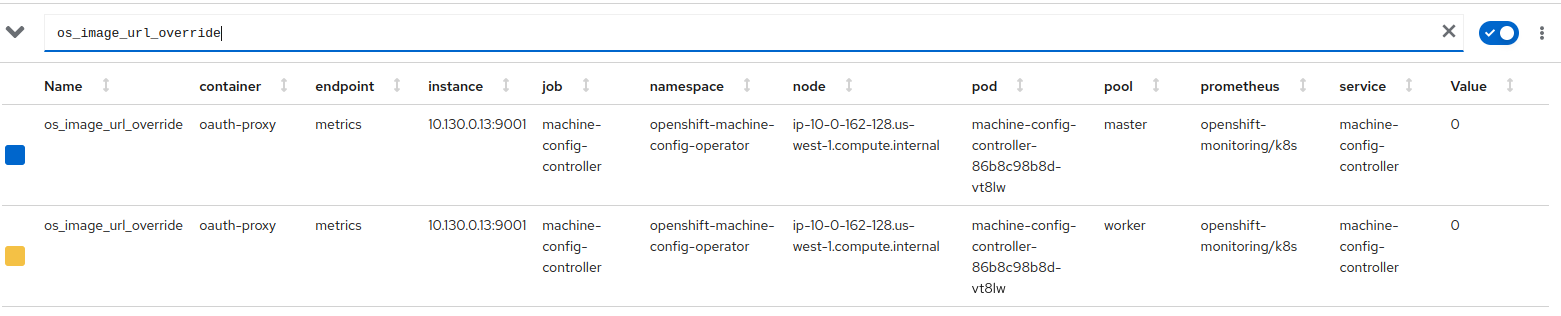 os_image_url_override
Name container endpoint instance job namespace node pod pool prometheus service Value
os_image_url_override oauth-proxy metrics 10.130.0.13:9001 machine- openshift-machine- ip-10-0-162-128.us- machine-config- master openshift- machine- 0
config- config-operator west-1.compute.internal controller- monitoring/k8s config-
controller 86b8c98b8d- controller
vt8lw
os_image_url_override oauth-proxy metrics 10.130.0.13:9001 machine- openshift-machine- ip-10-0-162-128.us- machine-config- worker openshift- machine- 0
config- config-operator west-1.compute.internal controller- monitoring/k8s config-
controller 86b8c98b8d- controller
vt8lw